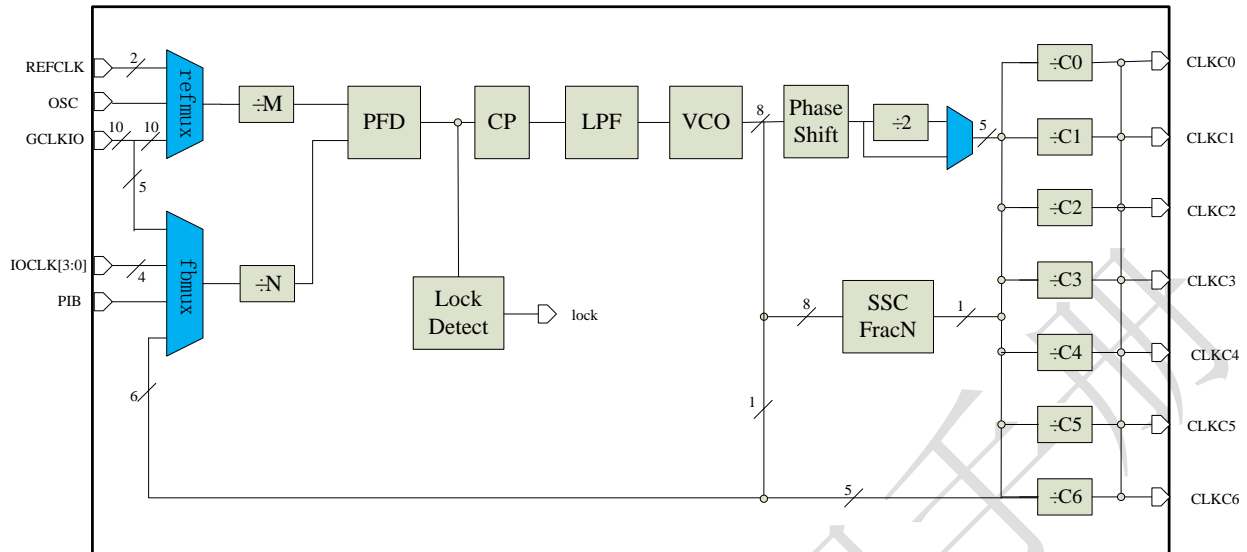 REFCLK
2
OSC
GCLKIO
10
10
refmux
÷M
5
IOCLK[3:0]
4
PIB
fbmux
÷N
6
PFD
CP
LPF
VCO
8
Phase
Shift
÷2
5
Lock
Detect
lock
8
SSC
FracN
1
1
5
÷C0
÷C1
÷C2
÷C3
÷C4
÷C5
÷C6
CLKC0
CLKC1
CLKC2
CLKC3
CLKC4
CLKC5
CLKC6
手册